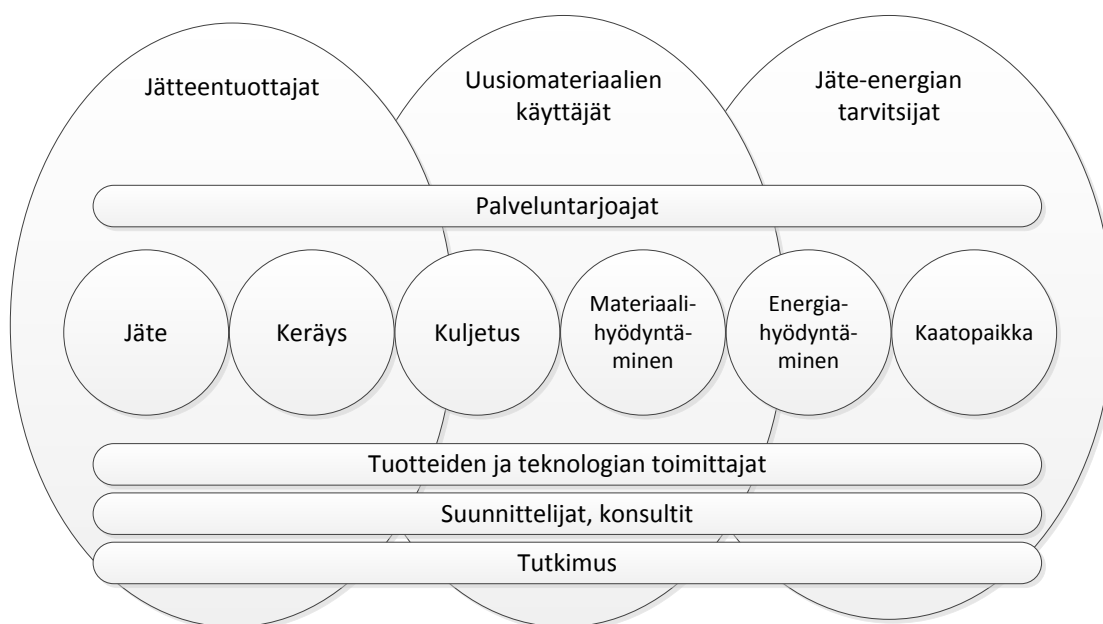 Jätteentuottajat
Uusiomateriaalien
käyttäjät
Jäte-energian
tarvitsijat
Palveluntarjoajat
Jäte
Keräys
Kuljetus
Materiaali-
hyödyntä-
minen
Energia-
hyödyntä-
minen
Kaatopaikka
Tuotteiden ja teknologian toimittajat
Suunnittelijat, konsultit
Tutkimus